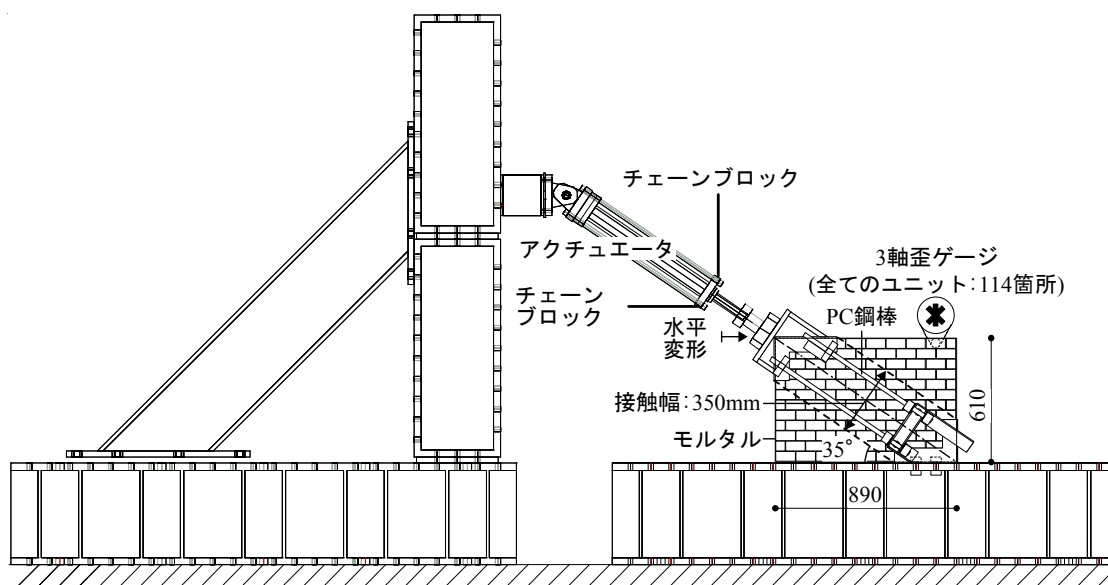 チェーンブロック
アクチュエータ
3軸歪ゲージ
(全てのユニット:114箇所)
チェーン
ブロック
PC鋼棒
水平
変形
接触幅:350mm
610
モルタル
35°
890